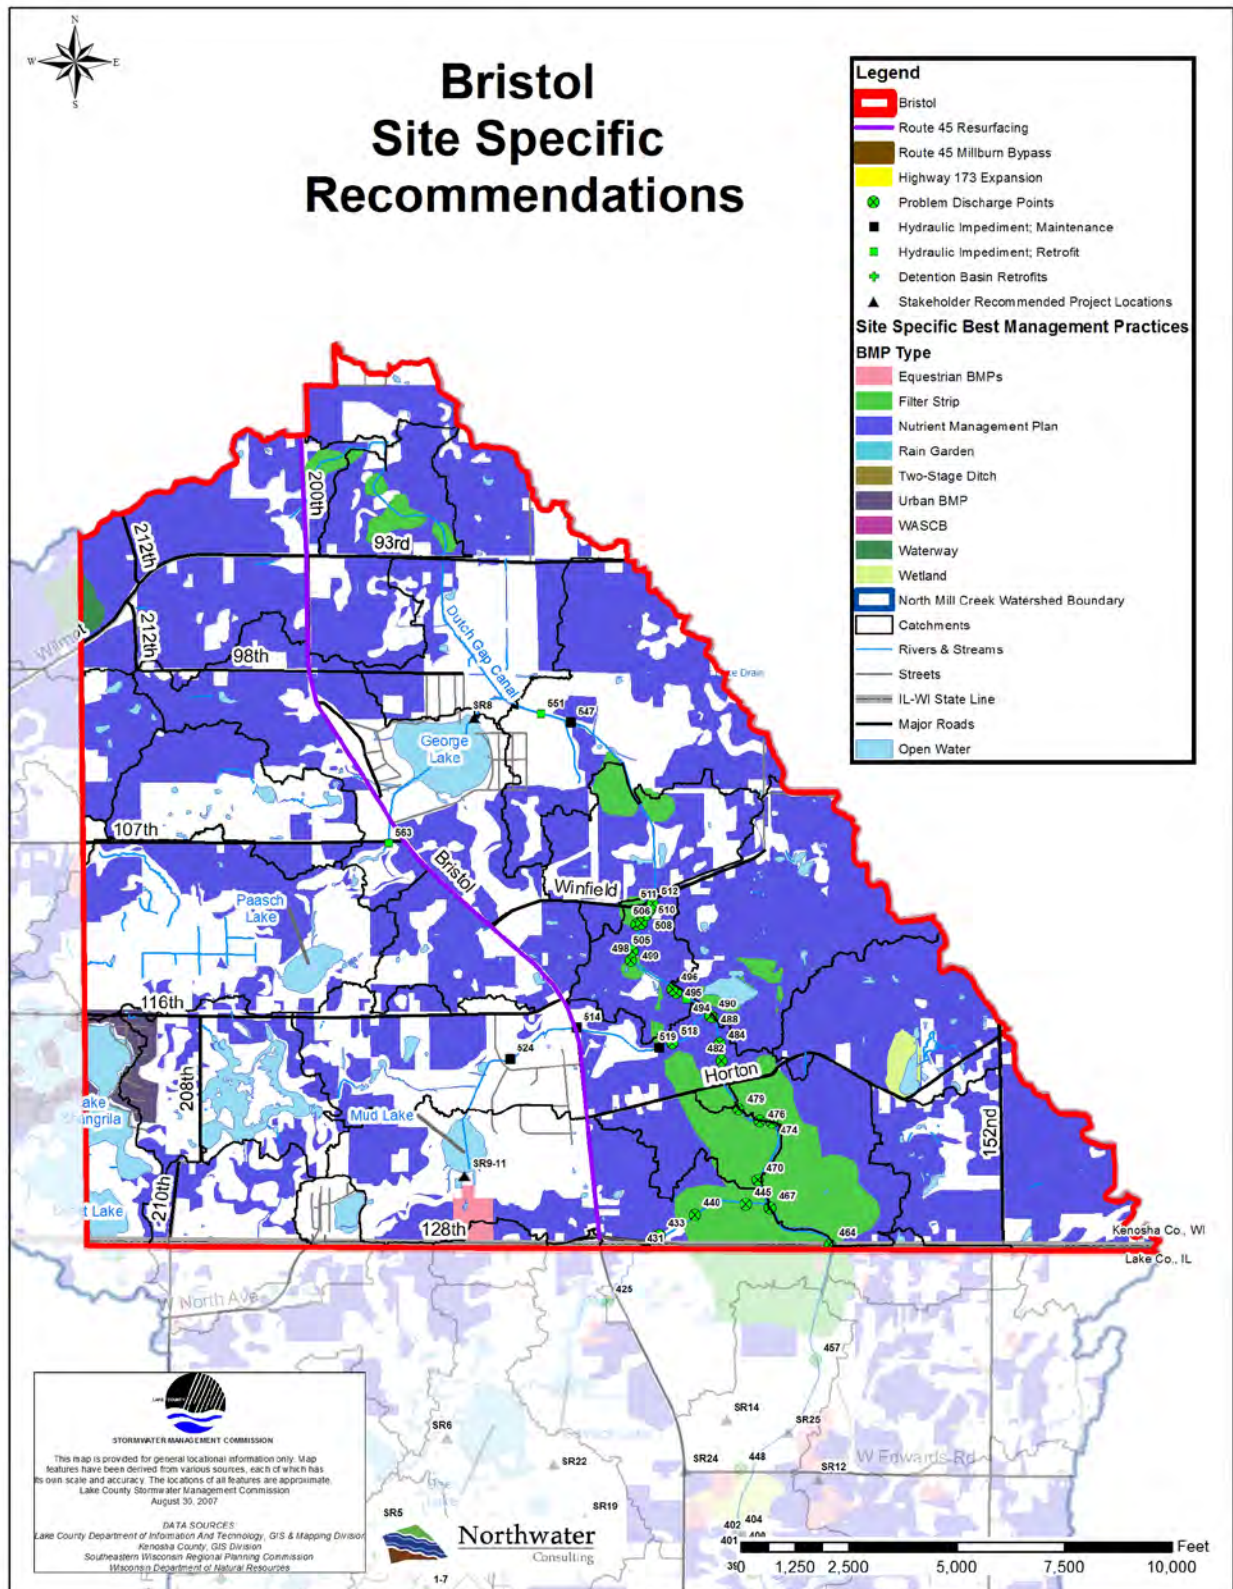 N
W
E
S
Bristol
Site Specific
Recommendations
Legend
Bristol
Route 45 Resurfacing
Route 45 Millburn Bypass
Highway 173 Expansion
Problem Discharge Points
Hydraulic Impediment; Maintenance
Hydraulic Impediment; Retrofit
Detention Basin Retrofits
Stakeholder Recommended Project Locations
Site Specific Best Management Practices
BMP Type
Equestrian BMPs
Filter Strip
Nutrient Management Plan
Rain Garden
Two-Stage Ditch
Urban BMP
WASCB
Waterway
Wetland
North Mill Creek Watershed Boundary
Catchments
Rivers & Streams
Streets
IL-WI State Line
Major Roads
Open Water
200th
212th
93rd
212th
Wilmot
98th
Dutch Gap Canal
Drain
SR8
551
547
George
Lake
563
107th
Bristol
Winfield
512
511
510
506
508
Paasch
Lake
505
498
499
496
495
490
494
488
116th
514
518
519
484
482
524
Horton
208th
Mud Lake
479
476
474
152nd
SR9-11
470
210th
Lake
445
467
440
433
128th
431
464
Kenosha Co., WI
Lake Co., IL
W North Ave
425
457
SR14
SR6
SR25
SR22
SR24
448
W Edwards Rd
SR12
SR5
SR19
402
404
401
LAKE COUNTY
STORMWATER MANAGEMENT COMMISSION
This map is provided for general locational information only. Map
features have been derived from various sources, each of which has
its own scale and accuracy. The locations of all features are approximate.
Lake County Stormwater Management Commission
August 30, 2007
DATA SOURCES:
Lake County Department of Information And Technology, GIS & Mapping Division
Kenosha County, GIS Division
Southeastern Wisconsin Regional Planning Commission
Wisconsin Department of Natural Resources
Northwater
Consulting
1-7
0 1,250 2,500 5,000 7,500 10,000
Feet